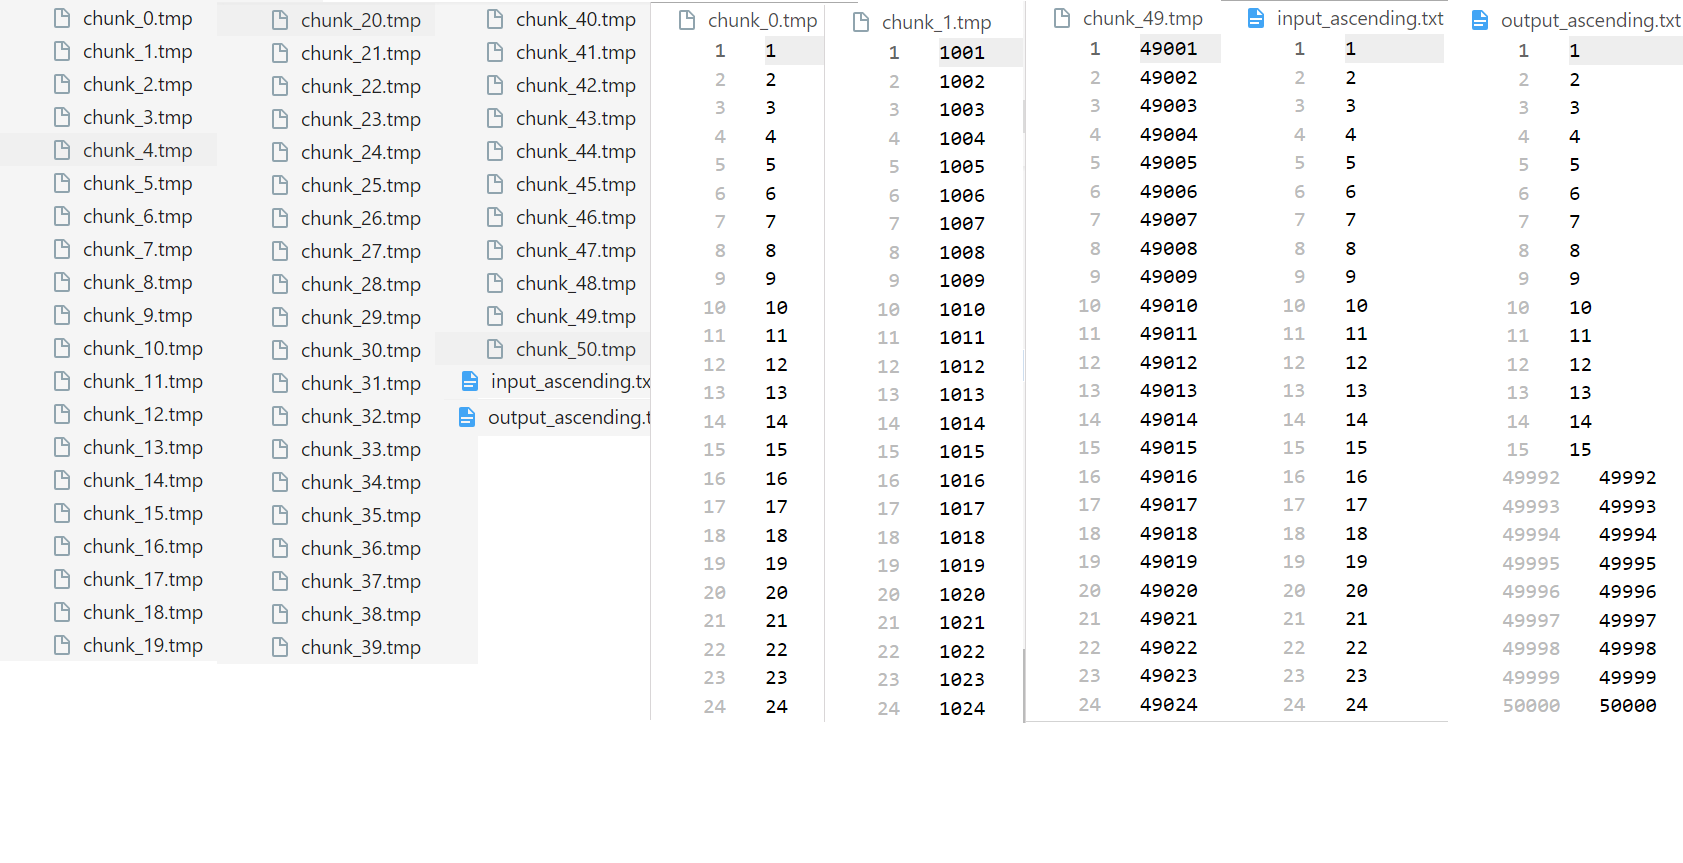 chunk_0.tmp
chunk_1.tmp
chunk_2.tmp
chunk_3.tmp
chunk_4.tmp
chunk_5.tmp
chunk_6.tmp
chunk_7.tmp
chunk_8.tmp
chunk_9.tmp
chunk_10.tmp
chunk_11.tmp
chunk_12.tmp
chunk_13.tmp
chunk_14.tmp
chunk_15.tmp
chunk_16.tmp
chunk_17.tmp
chunk_18.tmp
chunk_19.tmp
chunk_20.tmp
chunk_21.tmp
chunk_22.tmp
chunk_23.tmp
chunk_24.tmp
chunk_25.tmp
chunk_26.tmp
chunk_27.tmp
chunk_28.tmp
chunk_29.tmp
chunk_30.tmp
chunk_31.tmp
chunk_32.tmp
chunk_33.tmp
chunk_34.tmp
chunk_35.tmp
chunk_36.tmp
chunk_37.tmp
chunk_38.tmp
chunk_39.tmp
chunk_40.tmp
chunk_41.tmp
chunk_42.tmp
chunk_43.tmp
chunk_44.tmp
chunk_45.tmp
chunk_46.tmp
chunk_47.tmp
chunk_48.tmp
chunk_49.tmp
chunk_50.tmp
input_ascending.tx
output_ascending.t
chunk_0.tmp
1 1
2 2
3 3
4 4
5 5
6 6
7 7
8 8
9 9
10 10
11 11
12 12
13 13
14 14
15 15
16 16
17 17
18 18
19 19
20 20
21 21
22 22
23 23
24 24
chunk_1.tmp
1 1001
2 1002
3 1003
4 1004
5 1005
6 1006
7 1007
8 1008
9 1009
10 1010
11 1011
12 1012
13 1013
14 1014
15 1015
16 1016
17 1017
18 1018
19 1019
20 1020
21 1021
22 1022
23 1023
24 1024
chunk_49.tmp
1 49001
2 49002
3 49003
4 49004
5 49005
6 49006
7 49007
8 49008
9 49009
10 49010
11 49011
12 49012
13 49013
14 49014
15 49015
16 49016
17 49017
18 49018
19 49019
20 49020
21 49021
22 49022
23 49023
24 49024
input_ascending.txt
1 1
2 2
3 3
4 4
5 5
6 6
7 7
8 8
9 9
10 10
11 11
12 12
13 13
14 14
15 15
16 16
17 17
18 18
19 19
20 20
21 21
22 22
23 23
24 24
output_ascending.txt
1 1
2 2
3 3
4 4
5 5
6 6
7 7
8 8
9 9
10 10
11 11
12 12
13 13
14 14
15 15
49992 49992
49993 49993
49994 49994
49995 49995
49996 49996
49997 49997
49998 49998
49999 49999
50000 50000